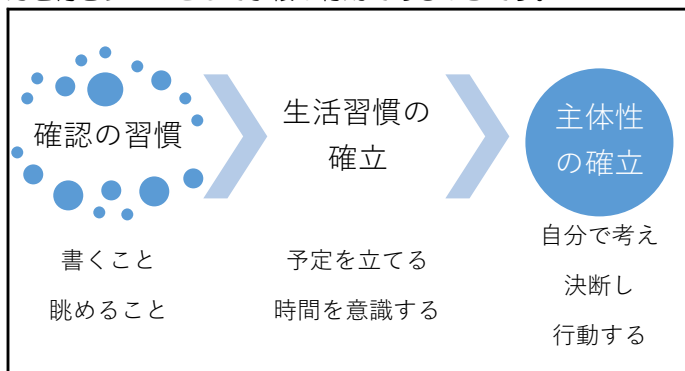 確認の習慣
書くこと
眺めること
生活習慣の
確立
予定を立てる
時間を意識する
主体性
の確立
自分で考え
決断し
行動する